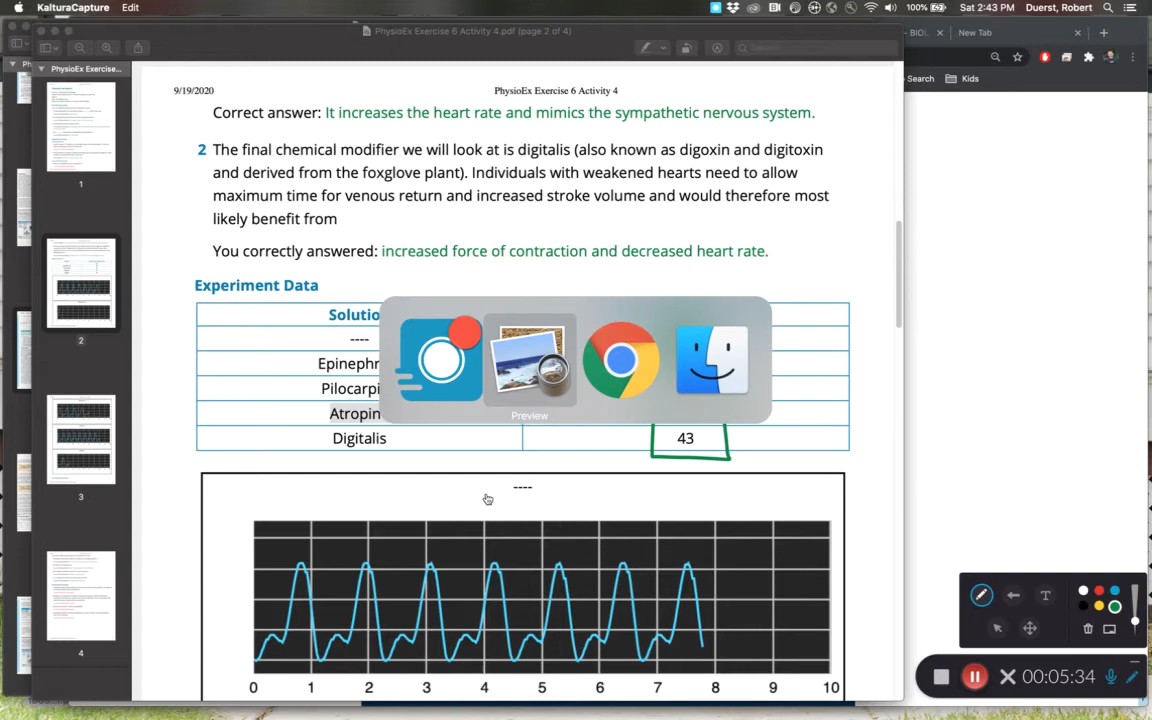 KalturaCapture Edit 100% Sat 2:43 PM Duerst, Robert
PhysioEx Exercise 6 Activity 4.pdf (page 2 of 4)
BIOL
New Tab
Search
PhysioEx Exercise...
Search
Kids
9/19/2020 PhysioEx Exercise 6 Activity 4
Correct answer: It increases the heart rate and mimics the sympathetic nervous system.
2 The final chemical modifier we will look at is digitalis (also known as digoxin and digitoxin
and derived from the foxglove plant). Individuals with weakened hearts need to allow
maximum time for venous return and increased stroke volume and would therefore most
likely benefit from
You correctly answered: increased force of contraction and decreased heart rate.
Experiment Data
Solutio
----
Epinephr
Pilocarpi
Atropin
Preview
Digitalis 43
----
0 1 2 3 4 5 6 7 8 9 10
1
2
3
4
T
00:05:34